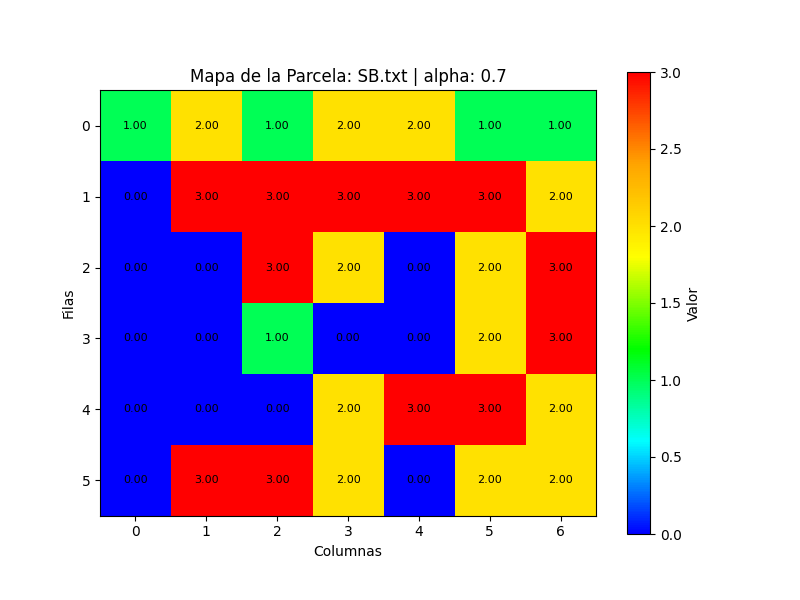 Mapa de la Parcela: SB.txt | alpha: 0.7
0 1.00 2.00 1.00 2.00 2.00 1.00 1.00
1 0.00 3.00 3.00 3.00 3.00 3.00 2.00
2 0.00 0.00 3.00 2.00 0.00 2.00 3.00
3 0.00 0.00 1.00 0.00 0.00 2.00 3.00
4 0.00 0.00 0.00 2.00 3.00 3.00 2.00
5 0.00 3.00 3.00 2.00 0.00 2.00 2.00
0 1 2 3 4 5 6
Columnas
Filas
3.0
2.5
2.0
1.5
1.0
0.5
0.0
Valor